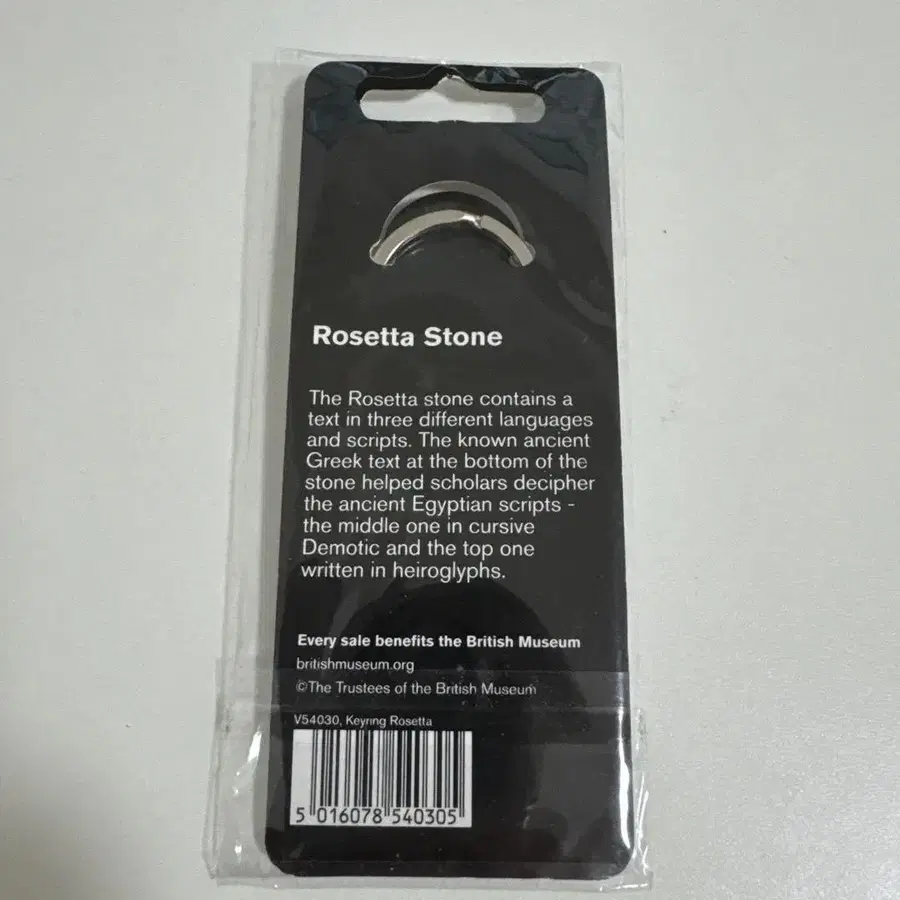 Rosetta Stone
The Rosetta stone contains a
text in three different languages
and scripts. The known ancient
Greek text at the bottom of the
stone helped scholars decipher
the ancient Egyptian scripts -
the middle one in cursive
Demotic and the top one
written in heiroglyphs.
Every sale benefits the British Museum
britishmuseum.org
©The Trustees of the British Museum
V54030, Keyring Rosetta
5 016078 540305